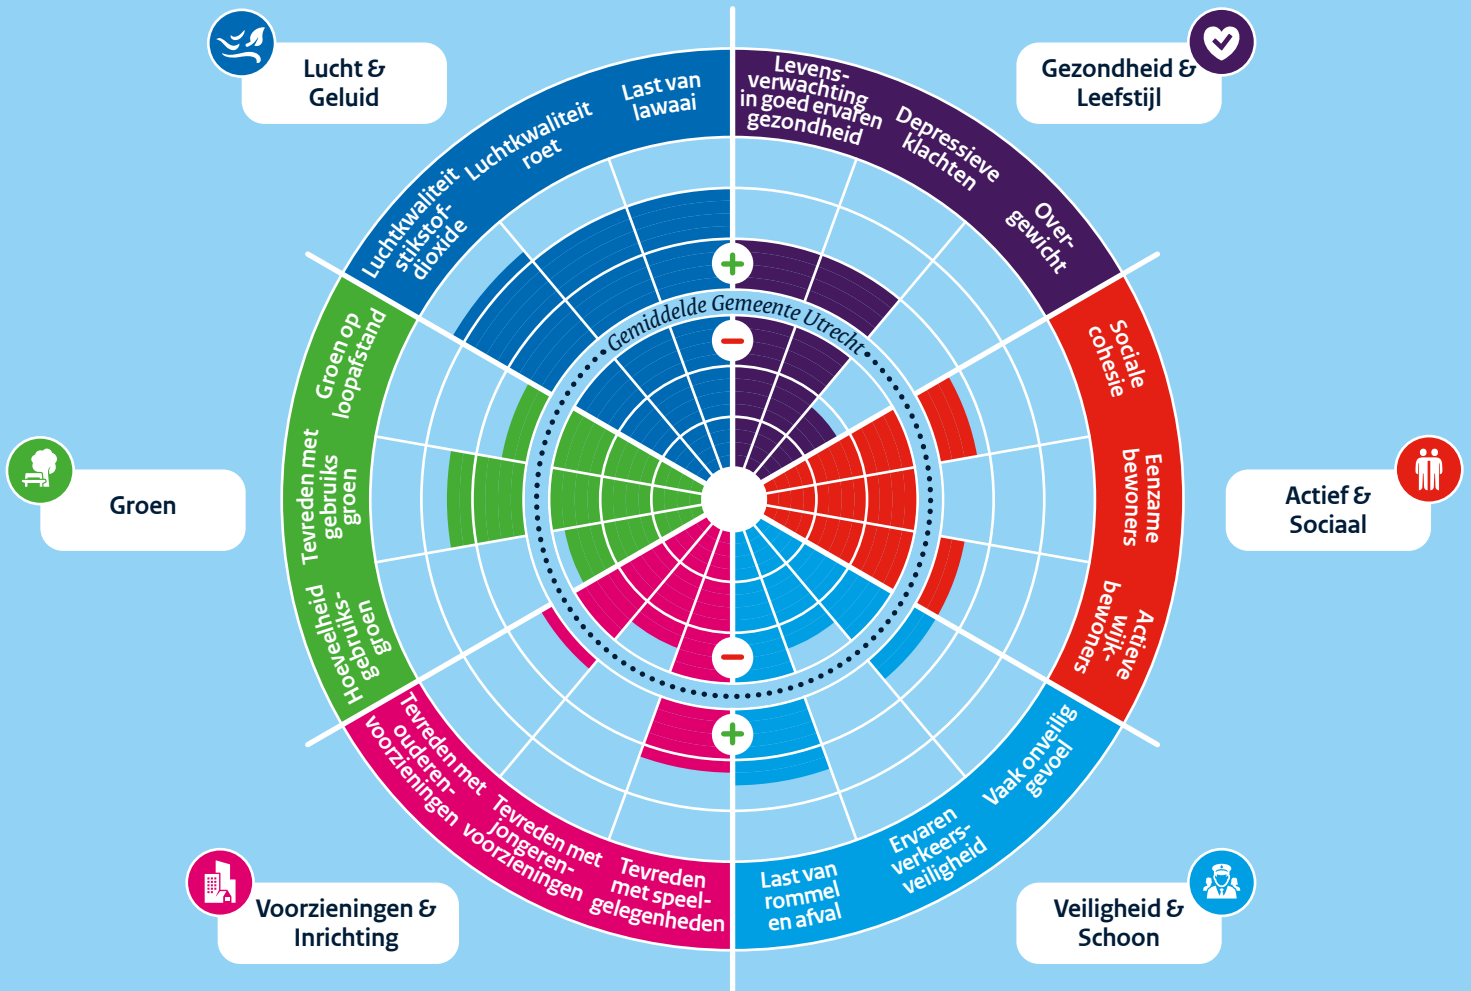 Lucht &
Geluid
Gezondheid &
Leefstijl
Last van
lawaai
Luchtkwaliteit
roet
Luchtkwaliteit
stikstof-
dioxide
Levens-
verwachting
in goed ervaren
gezondheid
Depressieve
klachten
Over-
gewicht
Gemiddelde Gemeente Utrecht
Groen op
loopafstand
Tevreden met
gebruiks
groen
Hoeveelheid
gebruiks-
groen
Groen
Sociale
cohesie
Eenzame
bewoners
Actieve
wijk-
bewoners
Actief &
Sociaal
Tevreden met
ouderen-
voorzieningen
Tevreden met
jongeren-
voorzieningen
Tevreden
met speel-
gelegenheden
Last van
rommel
en afval
Ervaren
verkeers-
veiligheid
Vaak onveilig
gevoel
Voorzieningen &
Inrichting
Veiligheid &
Schoon